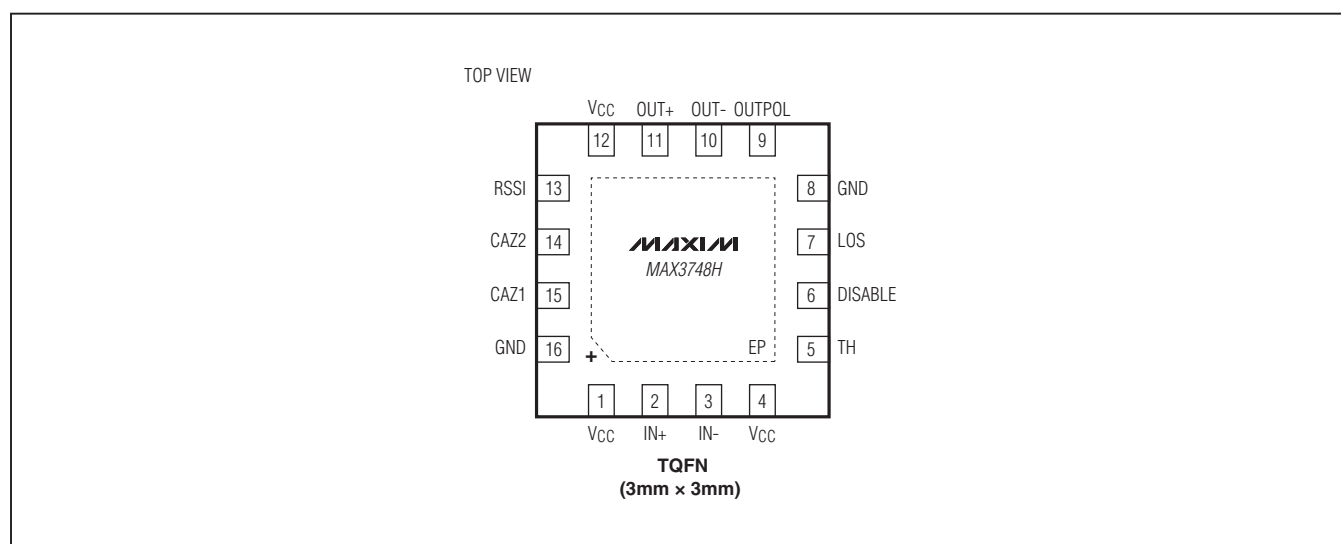 TOP VIEW
VCC OUT+ OUT- OUTPOL
12 11 10 9
RSSI 13 8 GND
CAZ2 14 MAXIM 7 LOS
MAX3748H
CAZ1 15 6 DISABLE
GND 16 + EP 5 TH
1 2 3 4
VCC IN+ IN- VCC
TQFN
(3mm × 3mm)